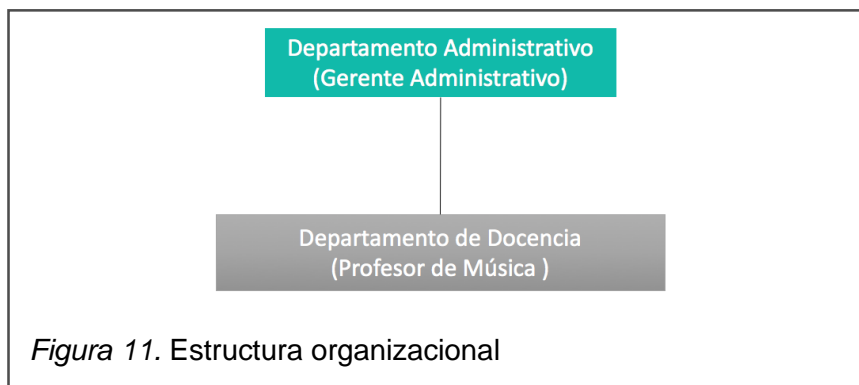 Departamento Administrativo
(Gerente Administrativo)
Departamento de Docencia
(Profesor de Música )
Figura 11. Estructura organizacional